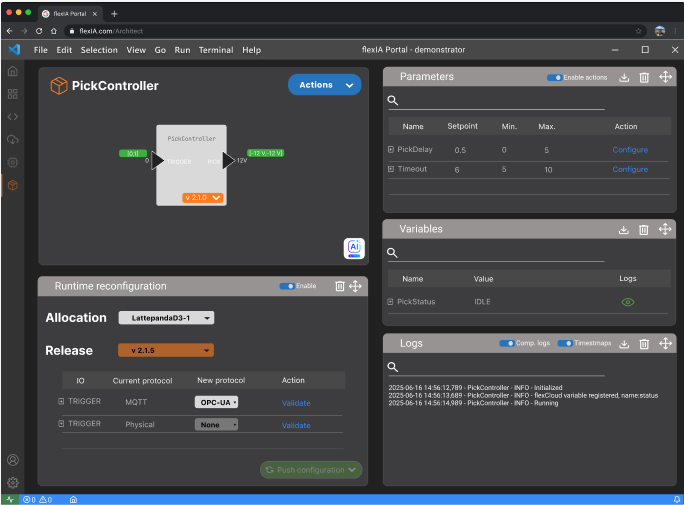 flexIA Portal
flexIA.com/Architect
File Edit Selection View Go Run Terminal Help
flexIA Portal - demonstrator
PickController
Actions
PickController
[0,1]
0
TRIGGER
PICK
12V
[-12 V,-12 V]
v 2.1.0
AI
Runtime reconfiguration
Enable
Allocation
LattepandaD3-1
Release
v 2.1.5
IO Current protocol New protocol Action
TRIGGER MQTT OPC-UA Validate
TRIGGER Physical None Validate
Push configuration
Parameters
Enable actions
Name Setpoint Min. Max. Action
PickDelay 0.5 0 5 Configure
Timeout 6 5 10 Configure
Variables
Name Value Logs
PickStatus IDLE
Logs
Comp. logs
Timestmaps
2025-06-16 14:56:12,789 - PickController - INFO - Initialized
2025-06-16 14:56:13,689 - PickController - INFO - flexCloud variable registered, name:status
2025-06-16 14:56:14,989 - PickController - INFO - Running
0 0